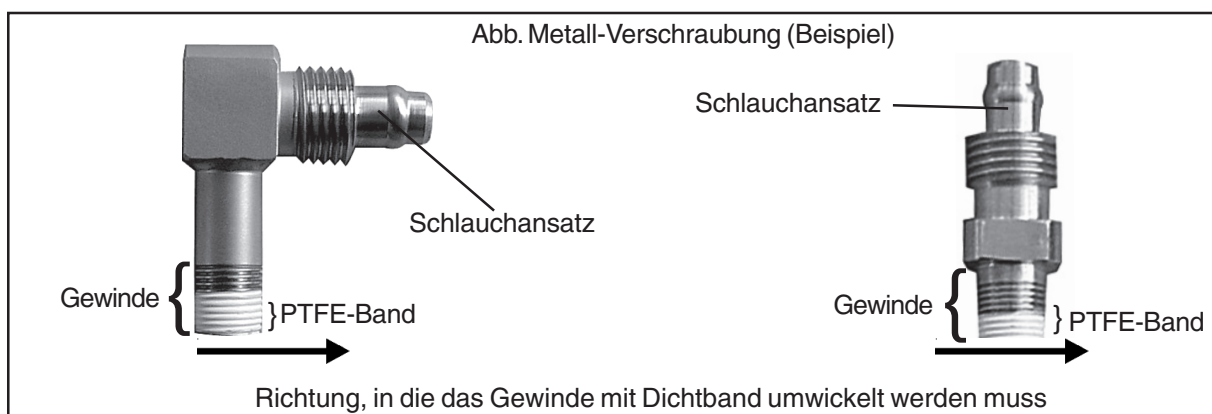 Abb. Metall-Verschraubung (Beispiel)
Schlauchansatz
Schlauchansatz
Gewinde
PTFE-Band
Gewinde
PTFE-Band
Richtung, in die das Gewinde mit Dichtband umwickelt werden muss